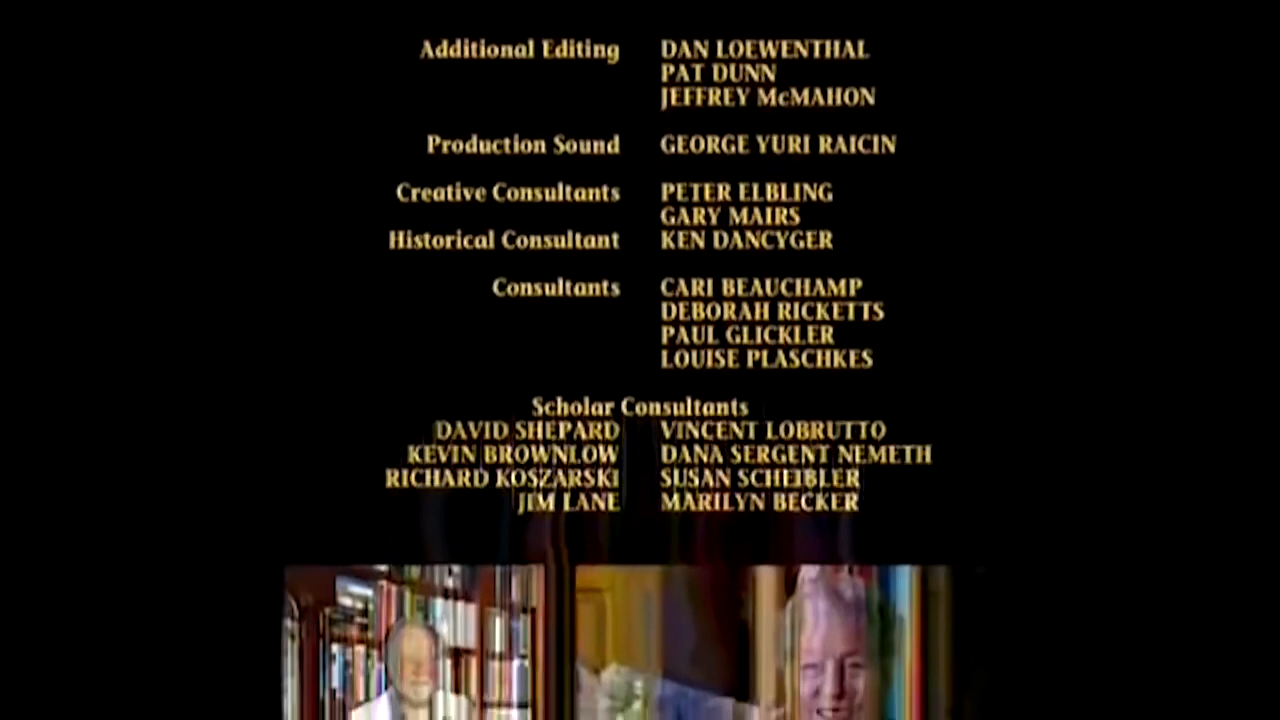 Additional Editing DAN LOEWENTHAL
PAT DUNN
JEFFREY McMAHON
Production Sound GEORGE YURI RAICIN
Creative Consultants PETER ELBLING
GARY MAIRS
Historical Consultant KEN DANCYGER
Consultants CARI BEAUCHAMP
DEBORAH RICKETTS
PAUL GLICKLER
LOUISE PLASCHKES
Scholar Consultants
DAVID SHEPARD VINCENT LOBRUTTO
KEVIN BROWNLOW DANA SERGENT NEMETH
RICHARD KOSZARSKI SUSAN SCHEIBLER
JIM LANE MARILYN BECKER